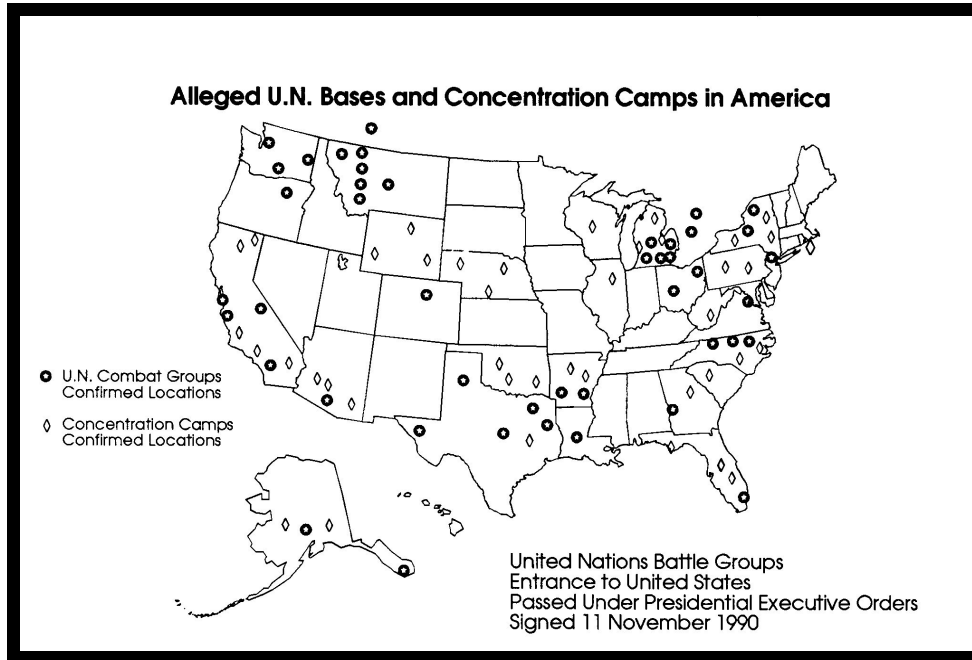 Alleged U.N. Bases and Concentration Camps in America
U.N. Combat Groups
Confirmed Locations
Concentration Camps
Confirmed Locations
United Nations Battle Groups
Entrance to United States
Passed Under Presidential Executive Orders
Signed 11 November 1990